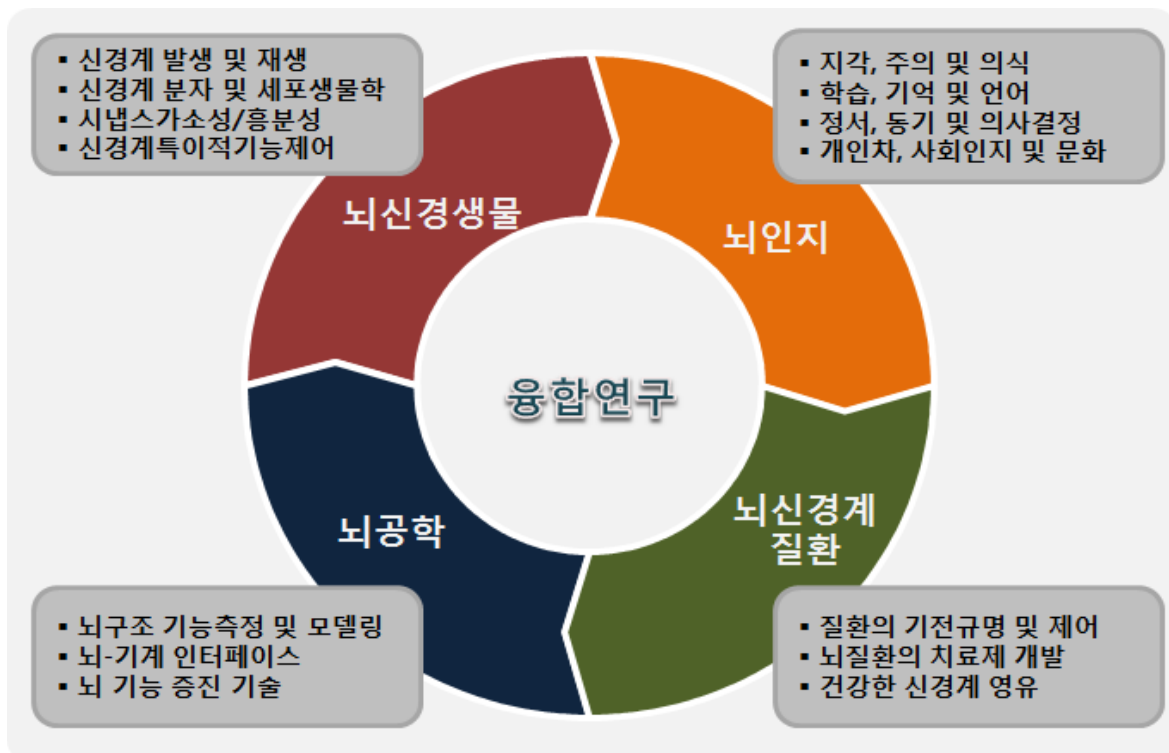 ▪ 신경계 발생 및 재생
▪ 신경계 분자 및 세포생물학
▪ 시냅스가소성/흥분성
▪ 신경계특이적기능제어
▪ 지각, 주의 및 의식
▪ 학습, 기억 및 언어
▪ 정서, 동기 및 의사결정
▪ 개인차, 사회인지 및 문화
뇌신경생물
뇌인지
융합연구
뇌공학
뇌신경계
질환
▪ 뇌구조 기능측정 및 모델링
▪ 뇌-기계 인터페이스
▪ 뇌 기능 증진 기술
▪ 질환의 기전규명 및 제어
▪ 뇌질환의 치료제 개발
▪ 건강한 신경계 영유